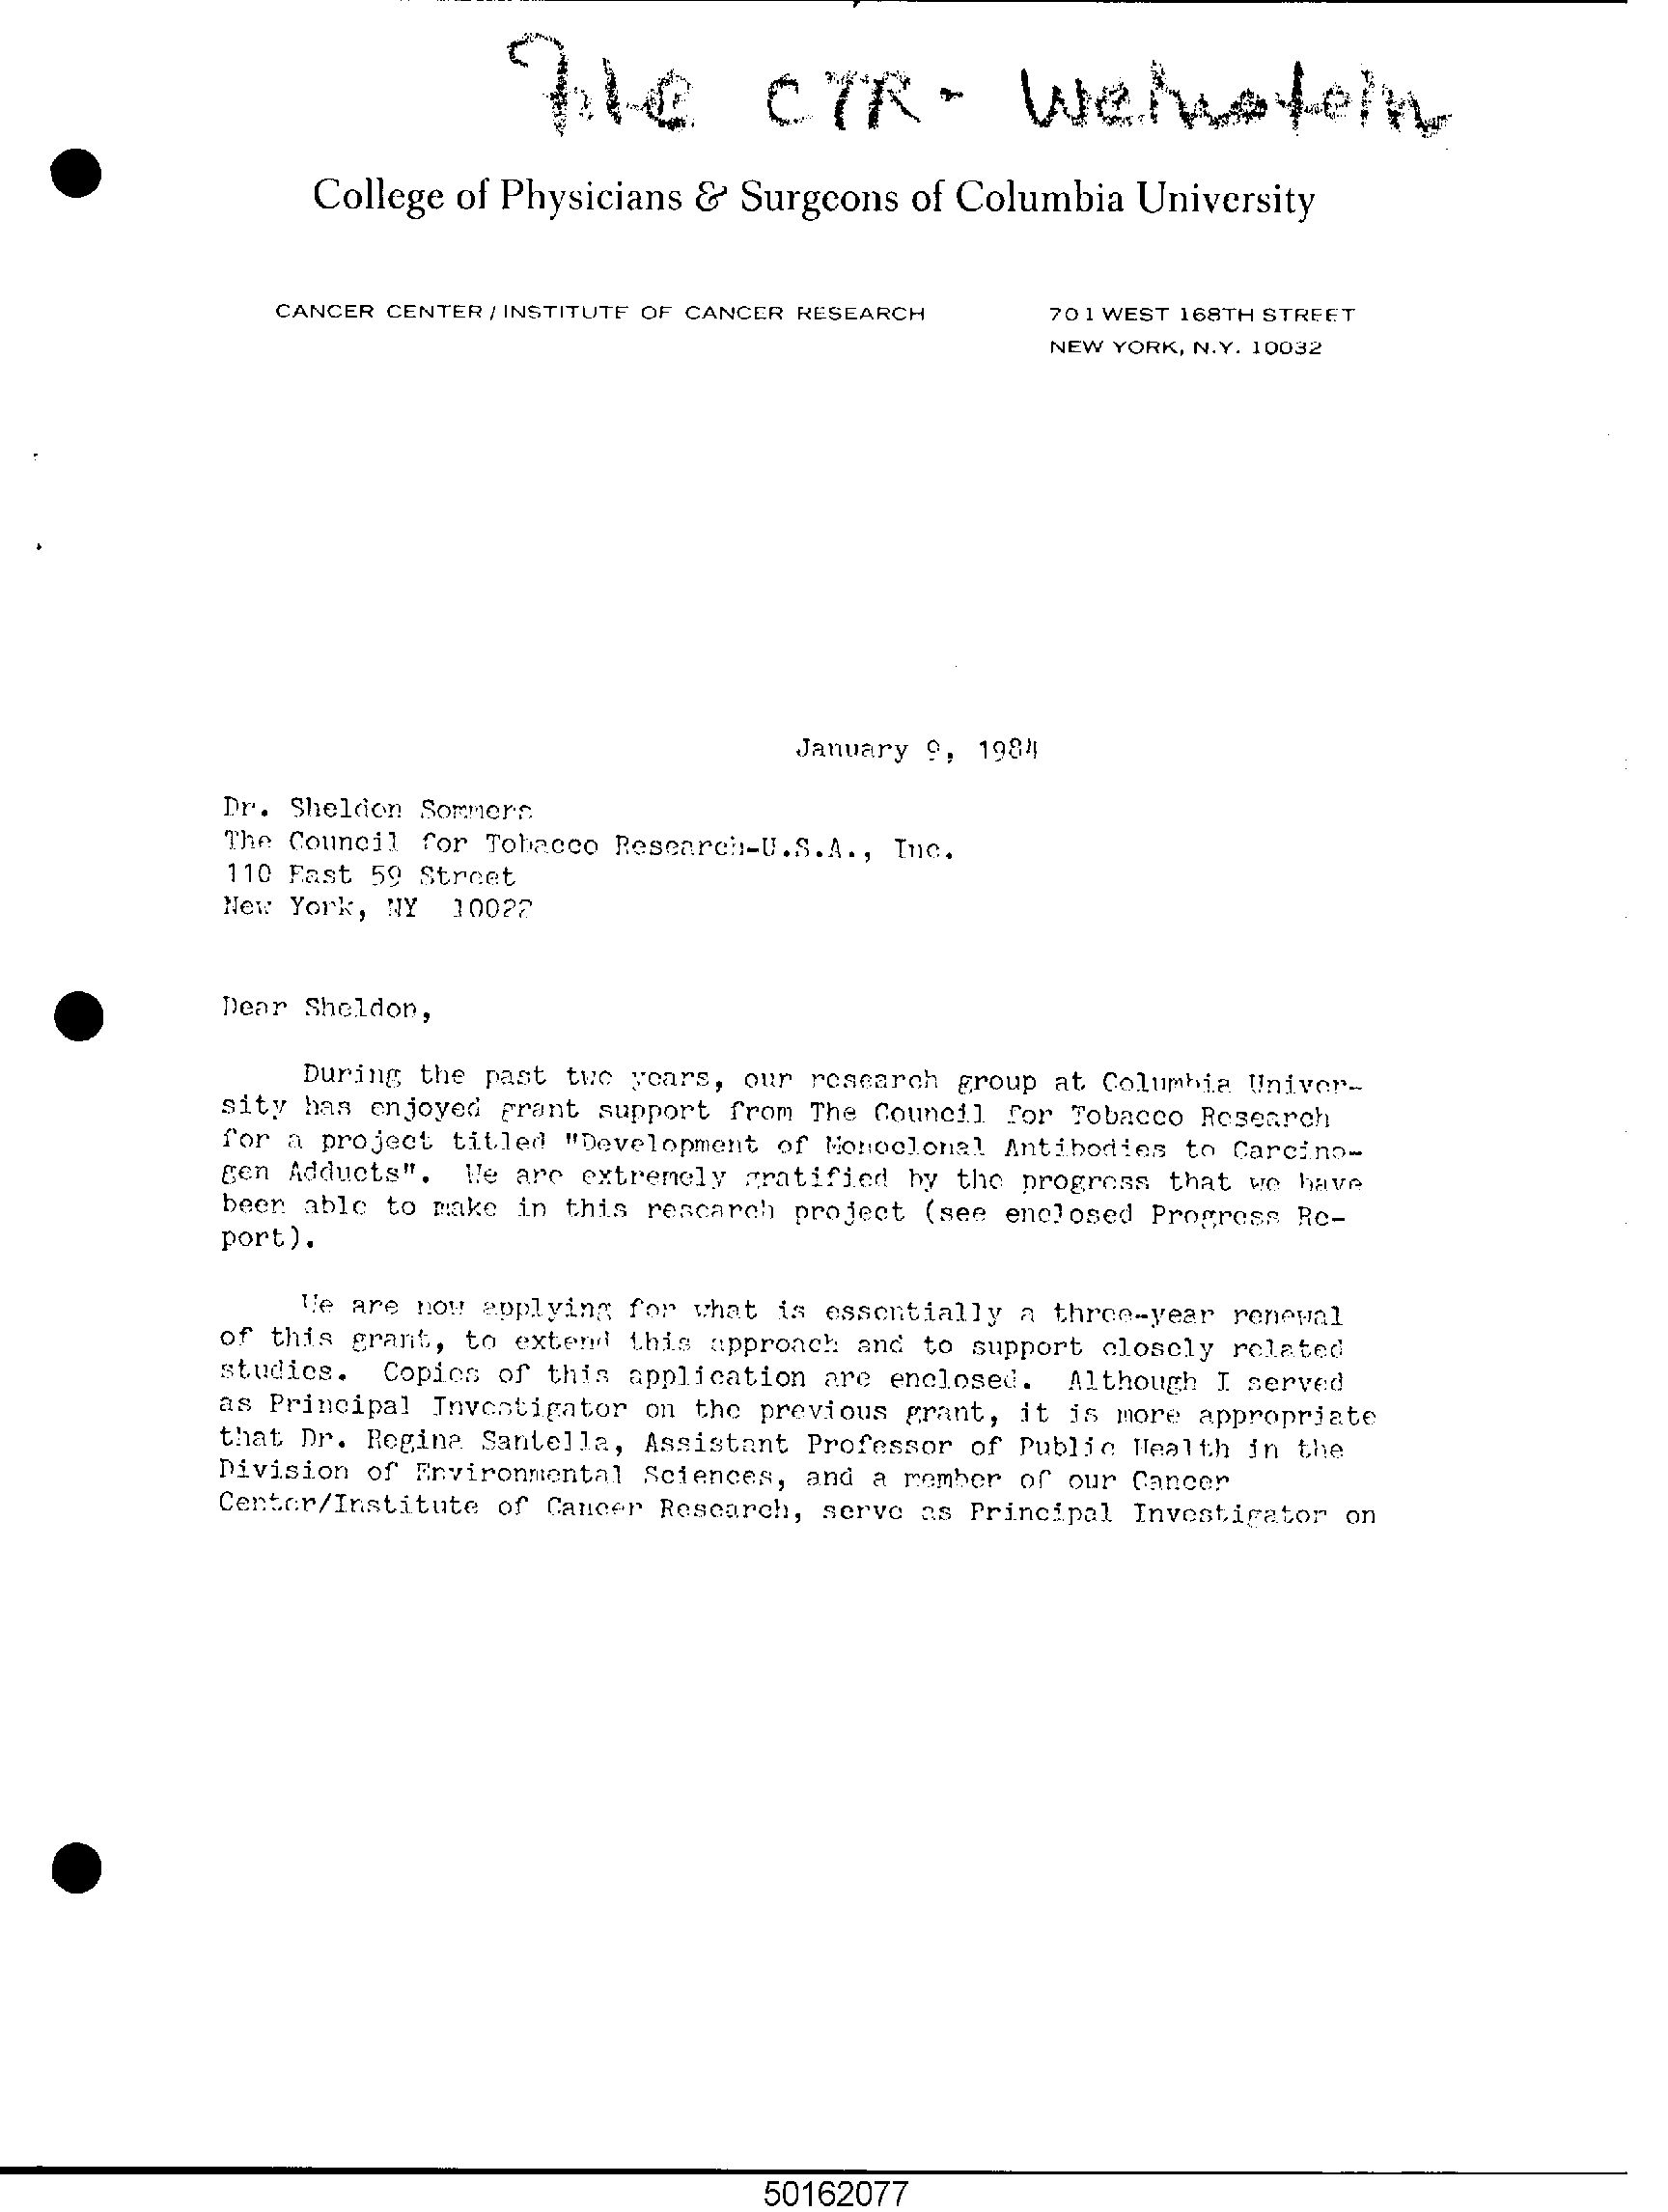 File CTR - Weinstein
College of Physicians & Surgeons of Columbia University
CANCER CENTER / INSTITUTE OF CANCER RESEARCH
701 WEST 168TH STREET
NEW YORK, N.Y. 10032
January 9, 1984
Dr. Sheldon Sommers
The Council for Tobacco Research-U.S.A., Inc.
110 East 59 Street
New York, NY 10022
Dear Sheldon,
During the past two years, our research group at Columbia Univer-
sity has enjoyed grant support from The Council for Tobacco Research
for a project titled "Development of Monoclonal Antibodies to Carcino-
gen Adducts". We are extremely gratified by the progress that we have
been able to make in this research project (see enclosed Progress Re-
port).
We are now applying for what is essentially a three-year renewal
of this grant, to extend this approach and to support closely related
studies. Copies of this application are enclosed. Although I served
as Principal Investigator on the previous grant, it is more appropriate
that Dr. Regina Santella, Assistant Professor of Public Health in the
Division of Environmental Sciences, and a member of our Cancer
Center/Institute of Cancer Research, serve as Principal Investigator on
50162077